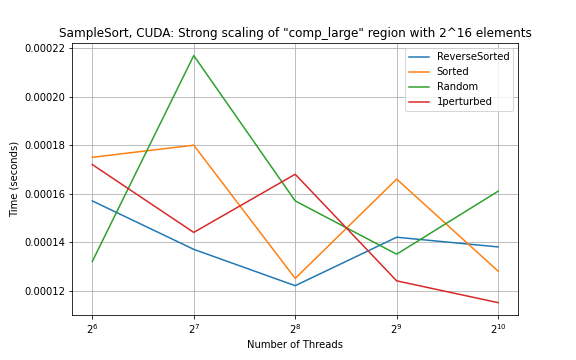 SampleSort, CUDA: Strong scaling of "comp_large" region with 2^16 elements
0.00022
0.00020
0.00018
0.00016
0.00014
0.00012
Time (seconds)
ReverseSorted
Sorted
Random
1perturbed
2^6 2^7 2^8 2^9 2^10
Number of Threads